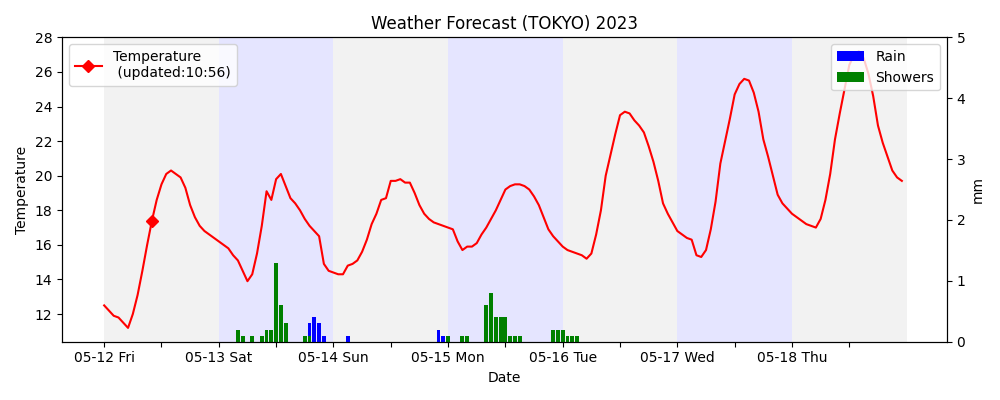 Weather Forecast (TOKYO) 2023
Temperature
(updated:10:56)
Rain
Showers
Temperature
28
26
24
22
20
18
16
14
12
5
4
3
2
1
0
mm
05-12 Fri
05-13 Sat
05-14 Sun
05-15 Mon
05-16 Tue
05-17 Wed
05-18 Thu
Date